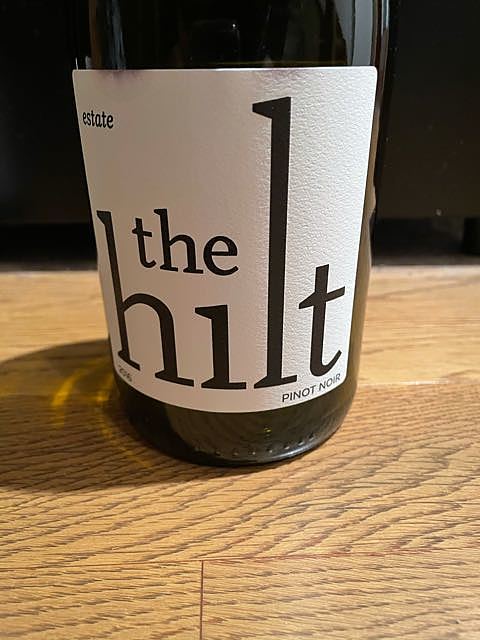 estate
the
hilt
2016
PINOT NOIR